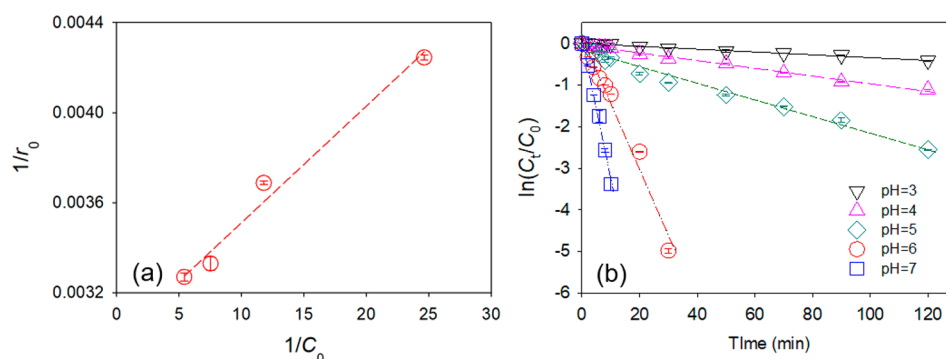 0.0044
0.0040
0.0036
0.0032
1/r0
(a)
0 5 10 15 20 25 30
1/C0
0
-1
-2
-3
-4
-5
-6
ln(Ct/C0)
pH=3
pH=4
pH=5
pH=6
pH=7
(b)
0 20 40 60 80 100 120
TIme (min)